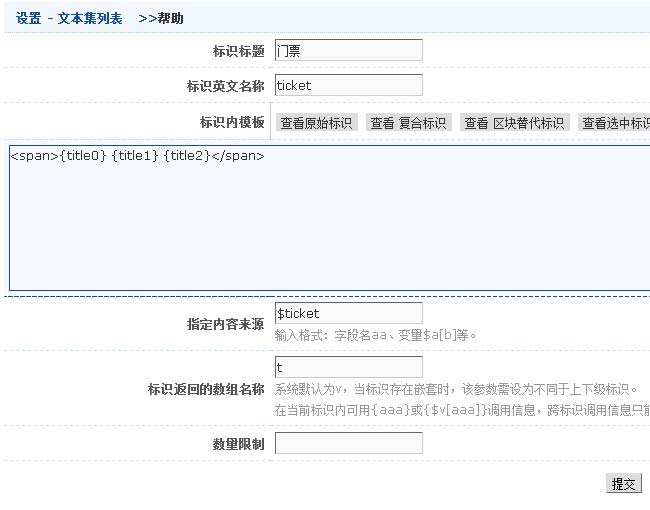 设置 - 文本集列表 >>帮助
标识标题 门票
标识英文名称 ticket
标识内模板 查看原始标识 查看 复合标识 查看 区块替代标识 查看选中标识
<span>{title0} {title1} {title2}</span>
指定内容来源 $ticket
输入格式：字段名aa、变量$a[b]等。
标识返回的数组名称 t
系统默认为v，当标识存在嵌套时，该参数需设为不同于上下级标识。
在当前标识内可用{aaa}或{$v[aaa]}调用信息，跨标识调用信息只能
数量限制
提交